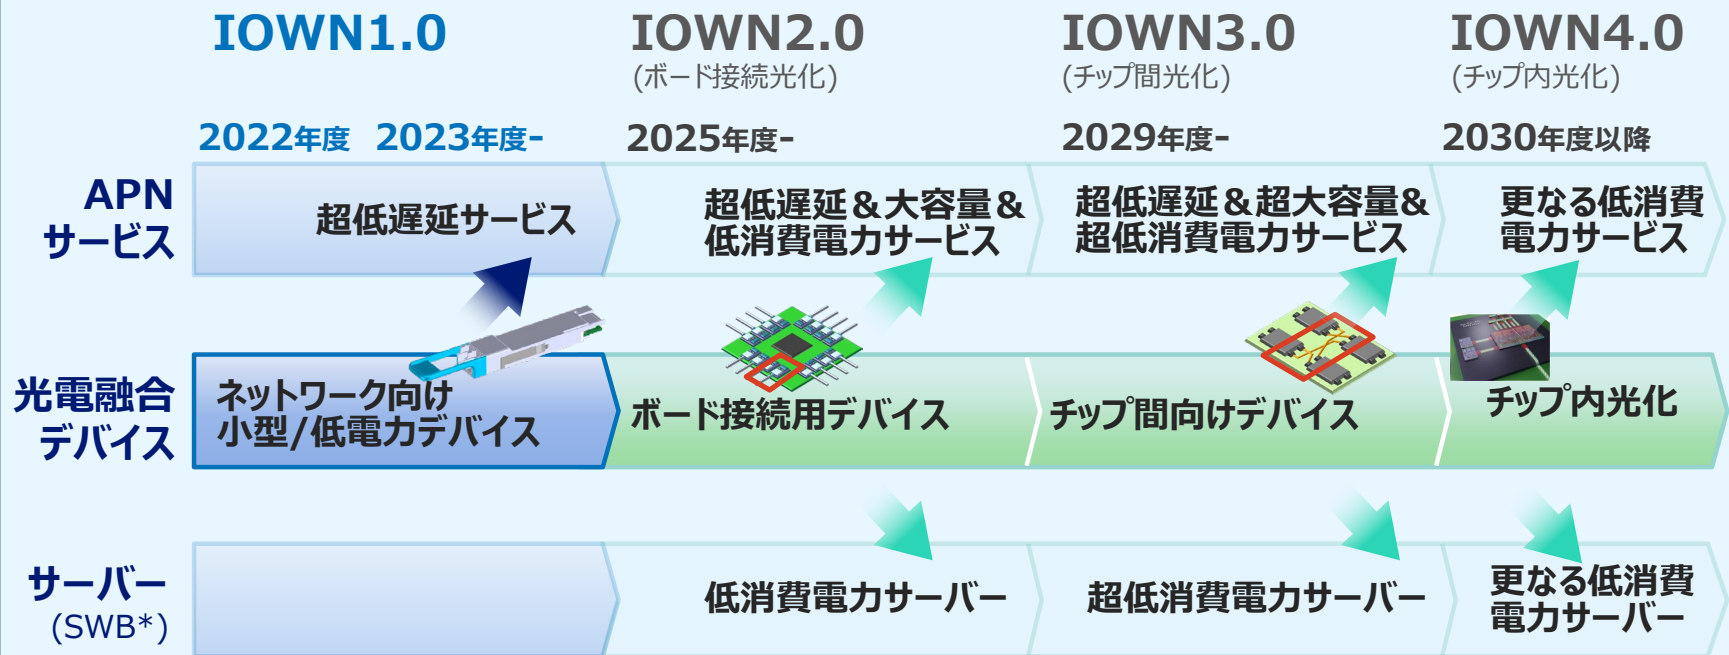 IOWN1.0
IOWN2.0
(ボード接続光化)
IOWN3.0
(チップ間光化)
IOWN4.0
(チップ内光化)
2022年度 2023年度-
2025年度-
2029年度-
2030年度以降
APN
サービス
超低遅延サービス
超低遅延&大容量&
低消費電力サービス
超低遅延&超大容量&
超低消費電力サービス
更なる低消費
電力サービス
光電融合
デバイス
ネットワーク向け
小型/低電力デバイス
ボード接続用デバイス
チップ間向けデバイス
チップ内光化
サーバー
(SWB*)
低消費電力サーバー
超低消費電力サーバー
更なる低消費
電力サーバー